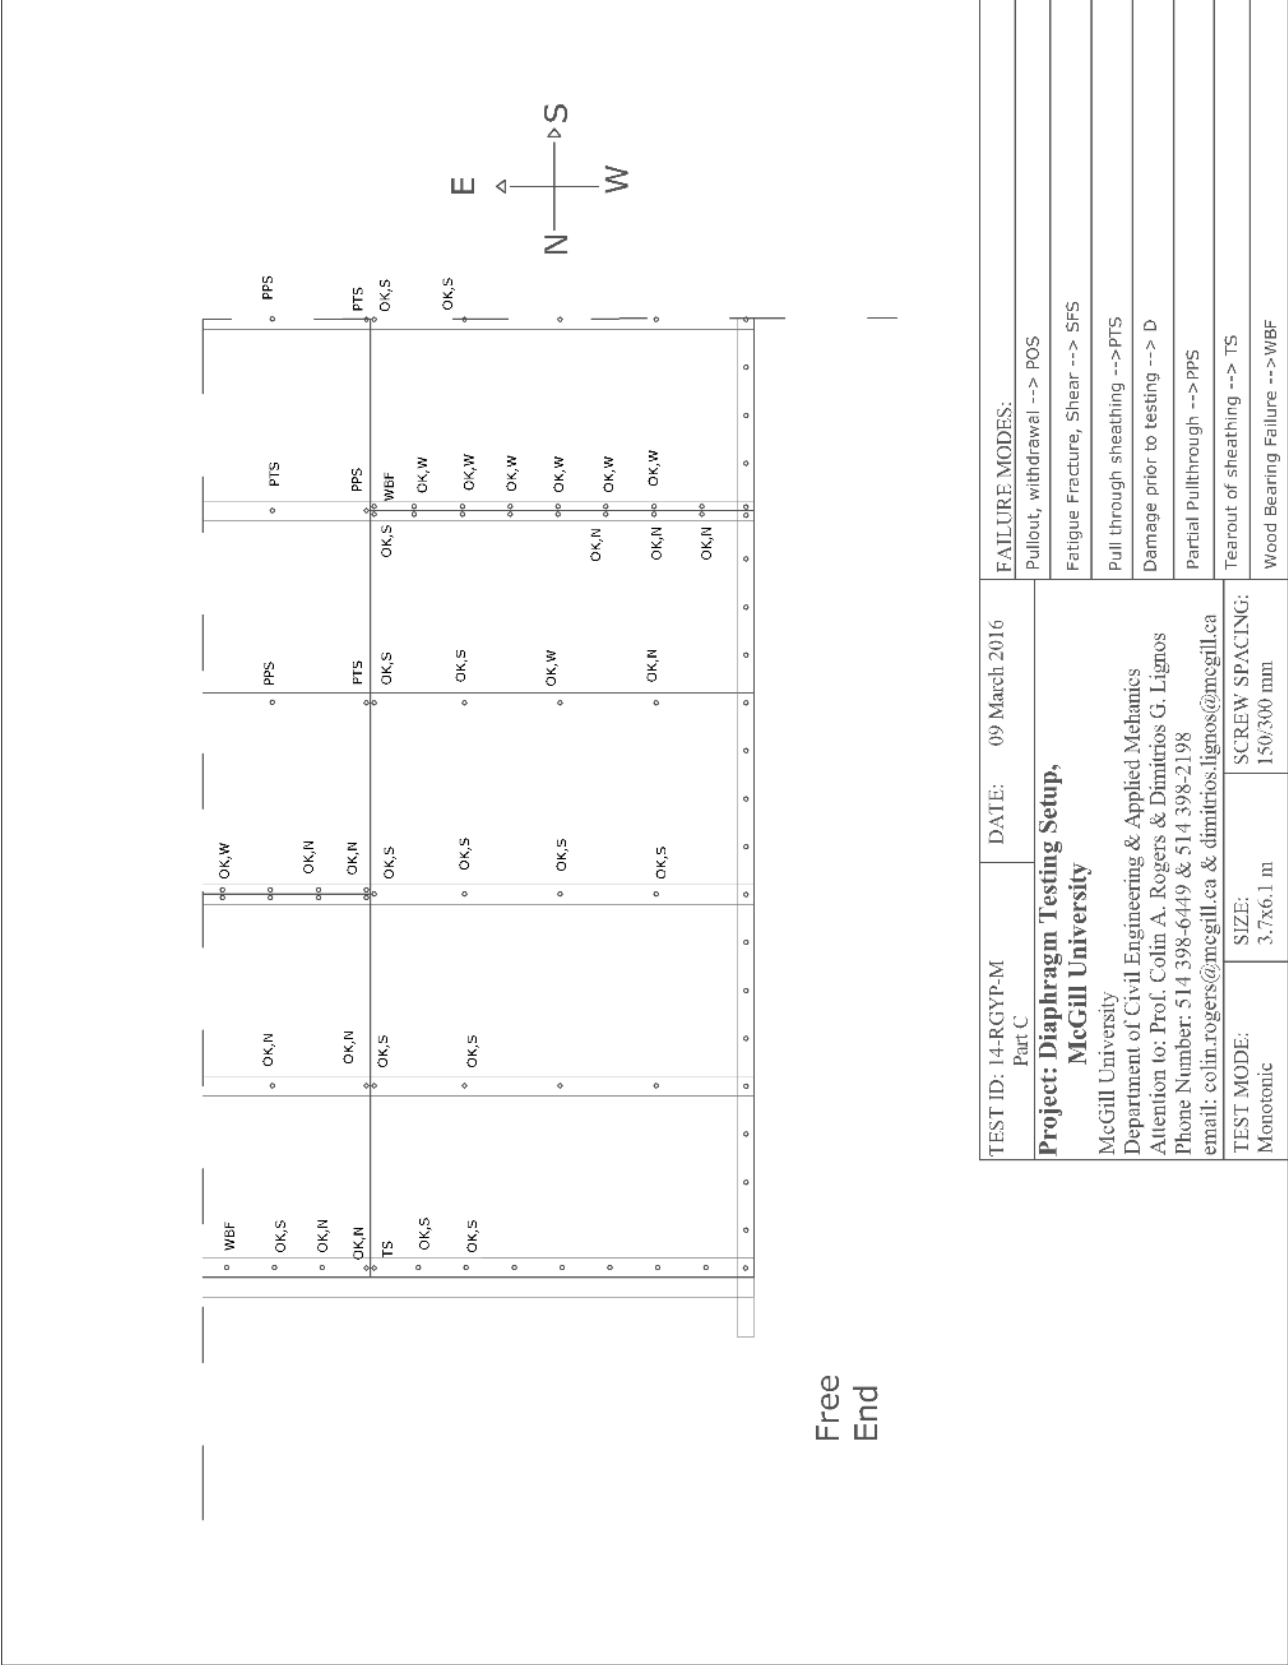 WBF
OK,W
OK,S
OK,N
PPS
PTS
PPS
OK,N
OK,N
OK,N
OK,N
OK,N
PTS
PPS
PTS
TS
OK,S
OK,S
OK,S
OK,S
WBF
OK,S
OK,S
OK,W
OK,S
OK,S
OK,S
OK,S
OK,W
OK,S
OK,W
OK,S
OK,W
OK,W
OK,N
OK,W
OK,S
OK,N
OK,N
OK,W
OK,N
E
N S
W
Free
End
TEST ID: 14-RGYP-M
Part C
DATE: 09 March 2016
Project: Diaphragm Testing Setup,
McGill University
McGill University
Department of Civil Engineering & Applied Mehanics
Attention to: Prof. Colin A. Rogers & Dimitrios G. Lignos
Phone Number: 514 398-6449 & 514 398-2198
email: colin.rogers@mcgill.ca & dimitrios.lignos@mcgill.ca
TEST MODE:
Monotonic
SIZE:
3.7x6.1 m
SCREW SPACING:
150/300 mm
FAILURE MODES:
Pullout, withdrawal --> POS
Fatigue Fracture, Shear --> SFS
Pull through sheathing -->PTS
Damage prior to testing --> D
Partial Pullthrough -->PPS
Tearout of sheathing --> TS
Wood Bearing Failure -->WBF